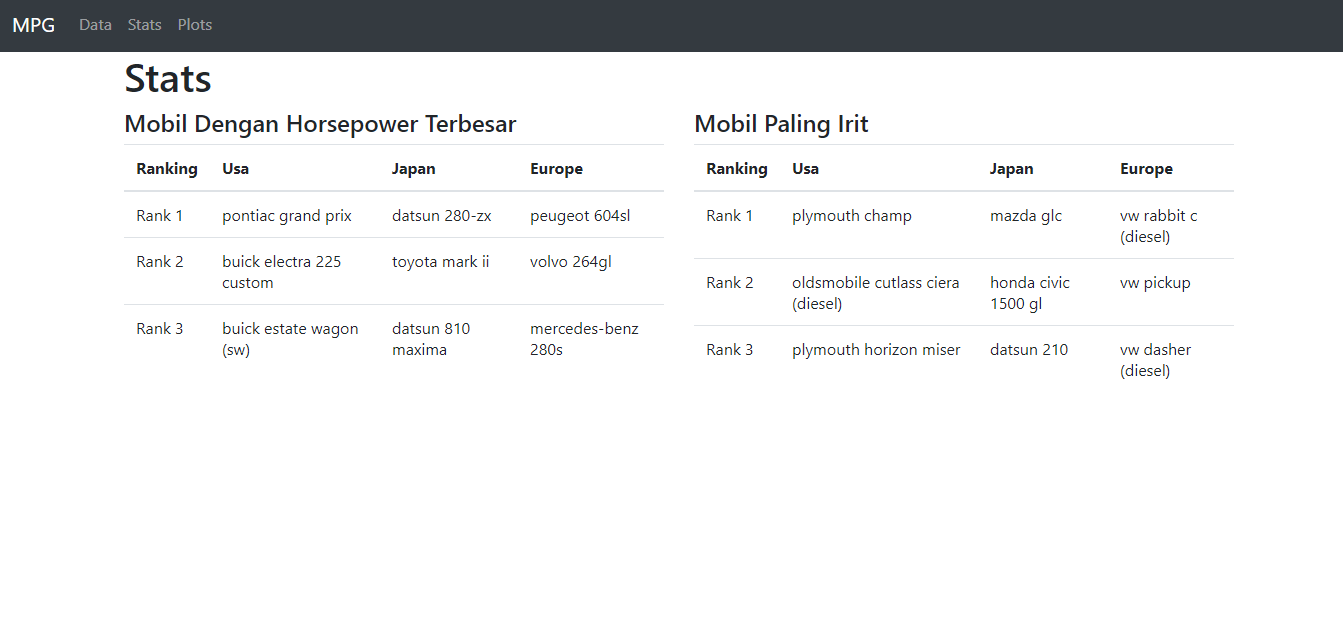 MPG Data Stats Plots
Stats
Mobil Dengan Horsepower Terbesar
Ranking Usa Japan Europe
Rank 1 pontiac grand prix datsun 280-zx peugeot 604sl
Rank 2 buick electra 225 toyota mark ii volvo 264gl
custom
Rank 3 buick estate wagon datsun 810 mercedes-benz
(sw) maxima 280s
Mobil Paling Irit
Ranking Usa Japan Europe
Rank 1 plymouth champ mazda glc vw rabbit c
(diesel)
Rank 2 oldsmobile cutlass ciera honda civic vw pickup
(diesel) 1500 gl
Rank 3 plymouth horizon miser datsun 210 vw dasher
(diesel)